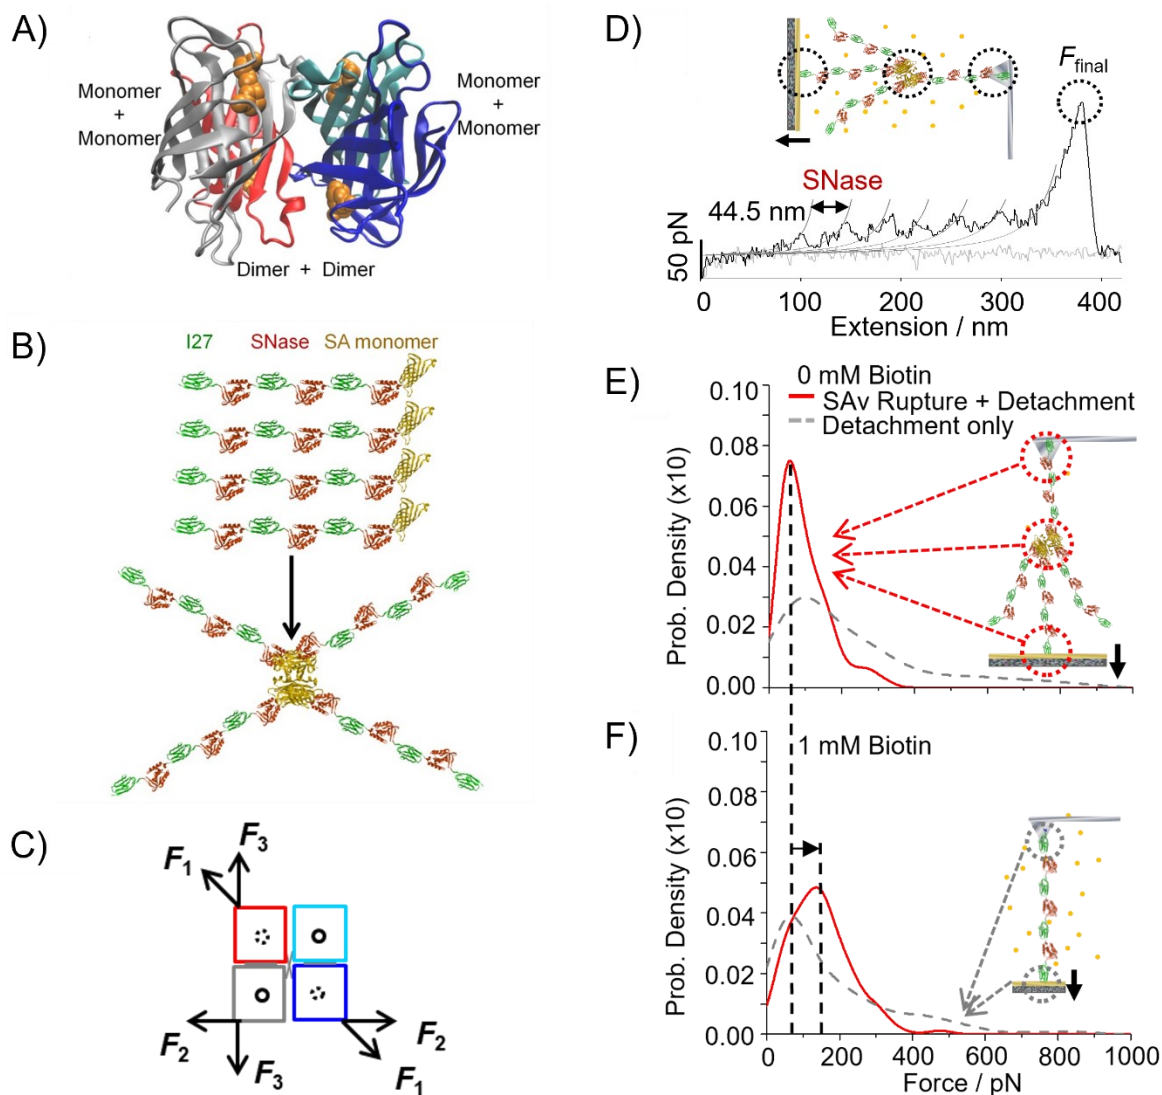 A)
Monomer
+
Monomer
Monomer
+
Monomer
Dimer + Dimer
B)
I27 SNase SA monomer
C)
F1
F3
F2
F3
F2
F1
D)
Ffinal
SNase
44.5 nm
50 pN
0 100 200 300 400
Extension / nm
E)
0 mM Biotin
SAv Rupture + Detachment
Detachment only
Prob. Density (x10)
0.10
0.08
0.06
0.04
0.02
0.00
F)
1 mM Biotin
Prob. Density (x10)
0.10
0.08
0.06
0.04
0.02
0.00
0 200 400 600 800 1000
Force / pN